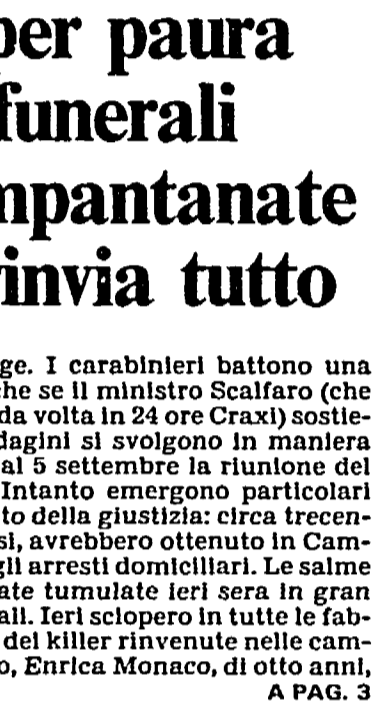 per paura
funerali
mpantanate
rinvia tutto
ge. I carabinieri battono una
che se il ministro Scalfaro (che
da volta in 24 ore Craxi) sostie-
dagini si svolgono in maniera
al 5 settembre la riunione del
Intanto emergono particolari
to della giustizia: circa trecen-
si, avrebbero ottenuto in Cam-
gli arresti domiciliari. Le salme
ate tumulate ieri sera in gran
ali. Ieri sciopero in tutte le fab-
dei killer rinvenute nelle cam-
o, Enrica Monaco, di otto anni,
A PAG. 3